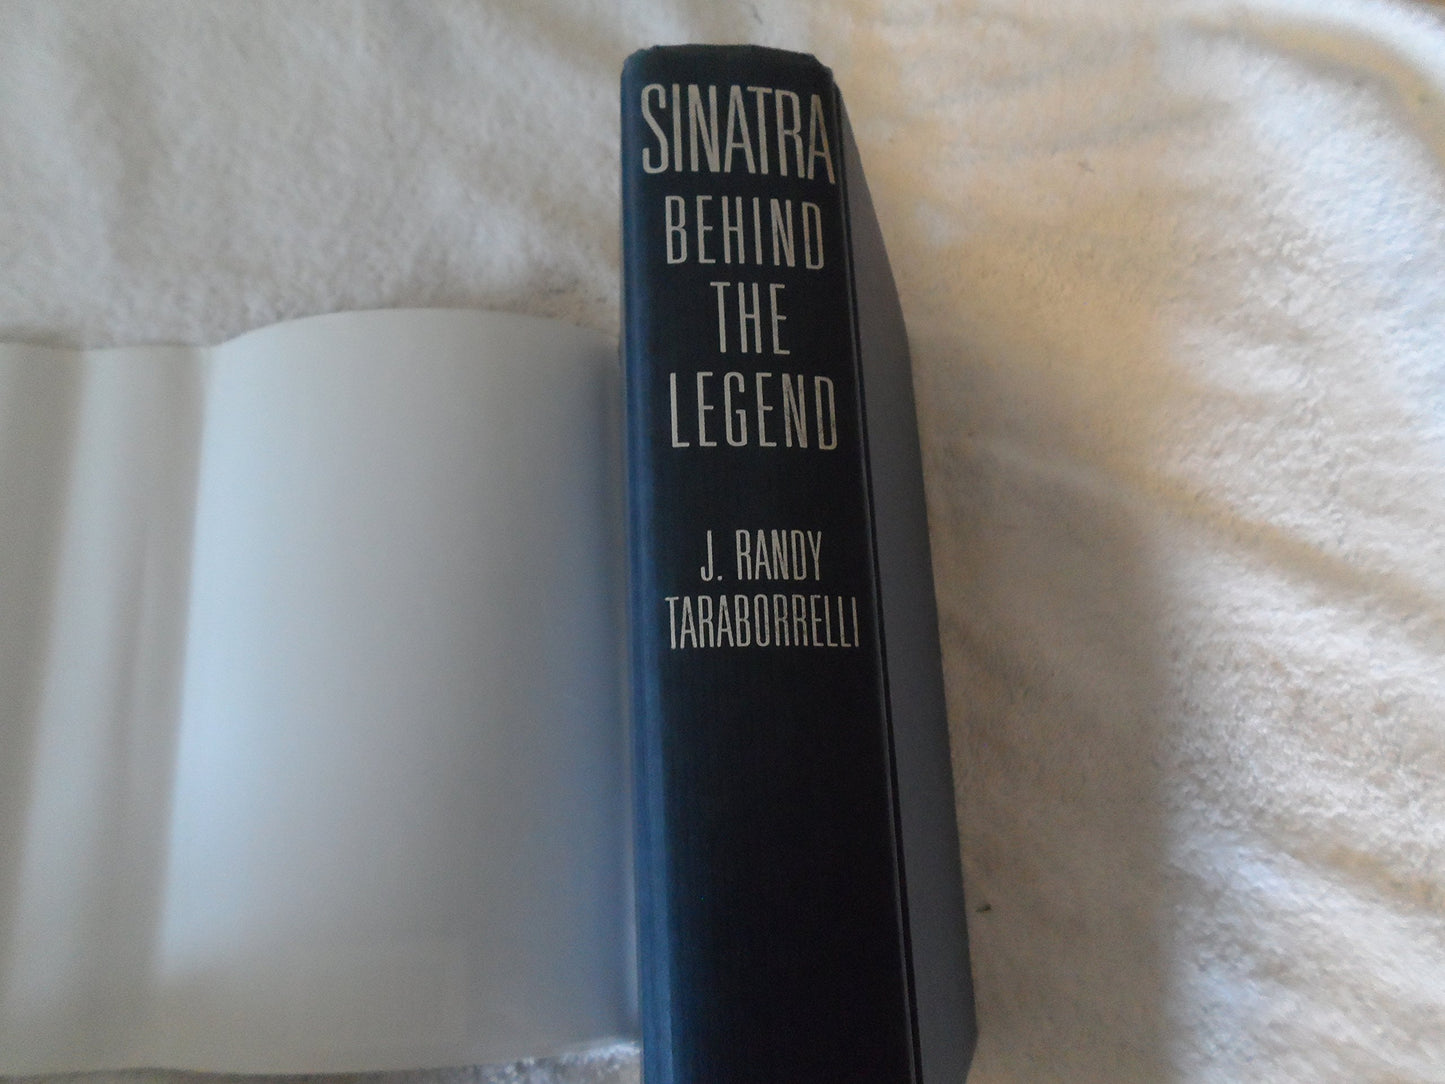 SINATRA
BEHIND
THE
LEGEND
J. RANDY
TARABORRELLI